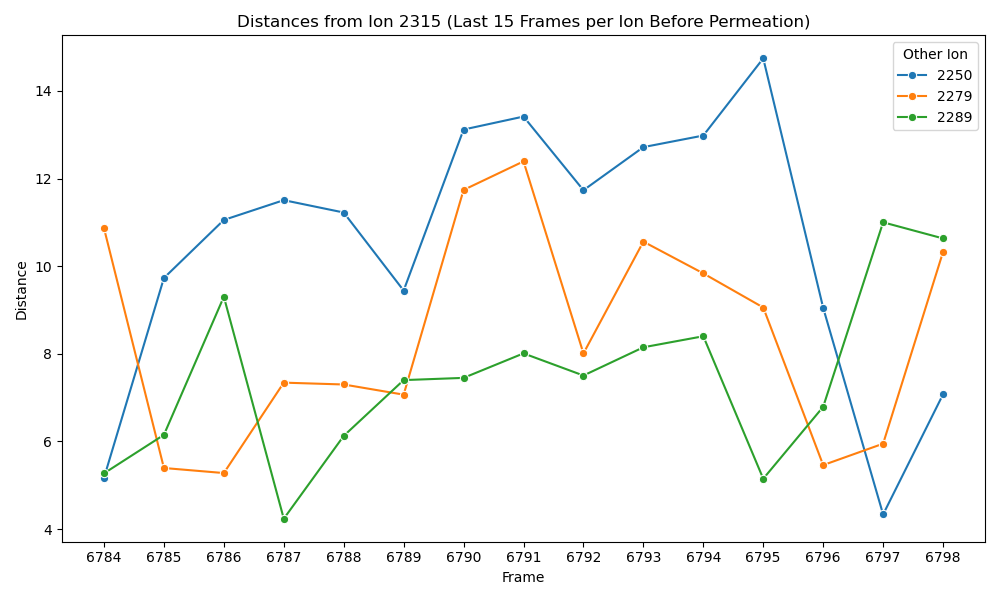 Distances from Ion 2315 (Last 15 Frames per Ion Before Permeation)
Other Ion
2250
2279
2289
Distance
14
12
10
8
6
4
6784 6785 6786 6787 6788 6789 6790 6791 6792 6793 6794 6795 6796 6797 6798
Frame